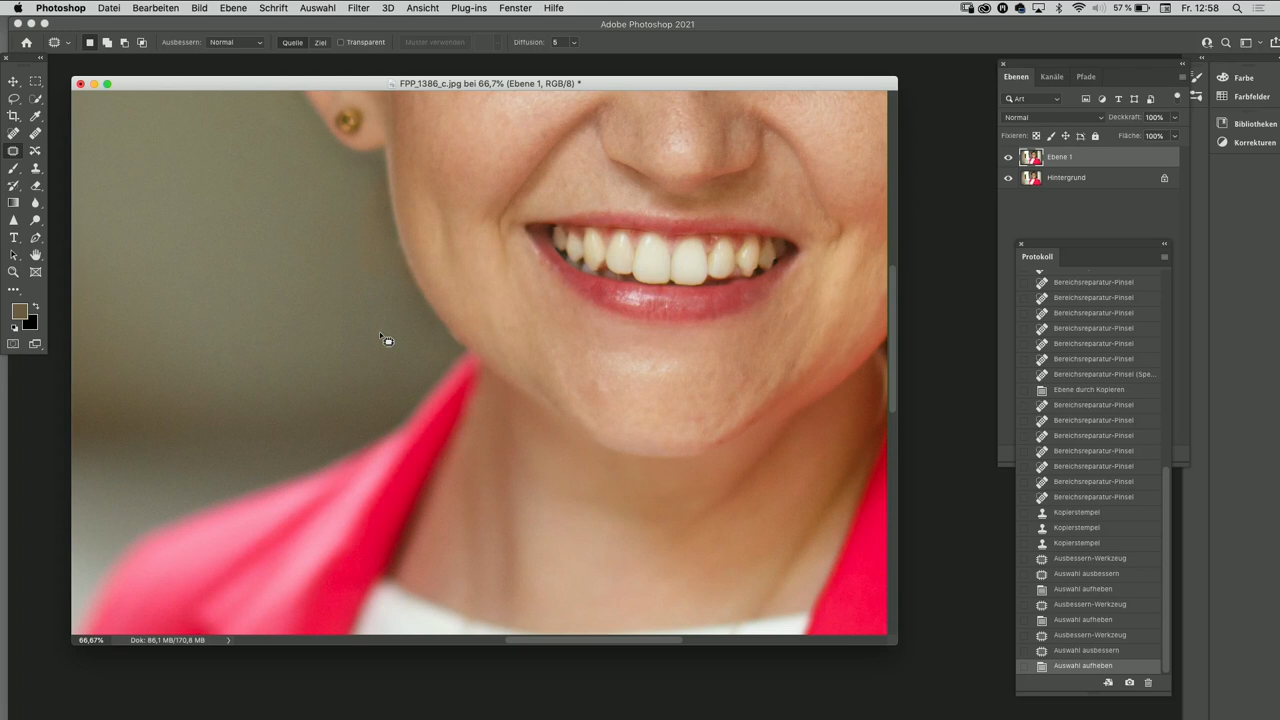 Photoshop Datei Bearbeiten Bild Ebene Schrift Auswahl Filter 3D Ansicht Plug-ins Fenster Hilfe 57 % Fr. 12:58
Adobe Photoshop 2021
Ausbessern: Normal Quelle Ziel Transparent Muster verwenden Diffusion: 5
FPP_1386_c.jpg bei 66,7% (Ebene 1, RGB/8) *
Ebenen Kanäle Pfade
Art
Normal Deckkraft: 100%
Fixieren: Fläche: 100%
Ebene 1
Hintergrund
Farbe
Farbfelder
Bibliotheken
Korrekturen
Protokoll
Bereichsreparatur-Pinsel
Bereichsreparatur-Pinsel
Bereichsreparatur-Pinsel
Bereichsreparatur-Pinsel
Bereichsreparatur-Pinsel
Bereichsreparatur-Pinsel
Bereichsreparatur-Pinsel (Spe...
Ebene durch Kopieren
Bereichsreparatur-Pinsel
Bereichsreparatur-Pinsel
Bereichsreparatur-Pinsel
Bereichsreparatur-Pinsel
Bereichsreparatur-Pinsel
Bereichsreparatur-Pinsel
Bereichsreparatur-Pinsel
Kopierstempel
Kopierstempel
Kopierstempel
Ausbessern-Werkzeug
Auswahl ausbessern
Auswahl aufheben
Ausbessern-Werkzeug
Auswahl aufheben
Ausbessern-Werkzeug
Auswahl ausbessern
Auswahl aufheben
66,67% Dok: 86,1 MB/170,8 MB